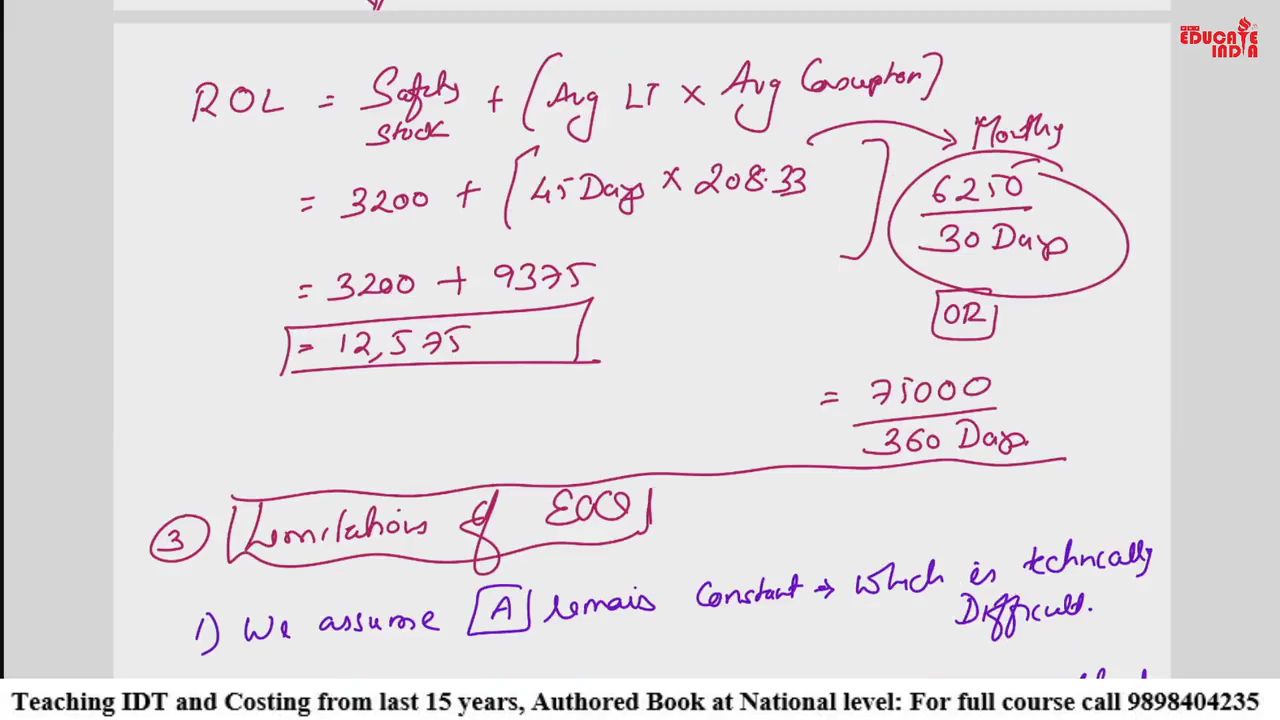 EDUCATE
INDIA
ROL = Safety Stock + [Avg LT × Avg Consuption]
= 3200 + [45 Days × 208.33]
Monthy
6250
30 Days
= 3200 + 9375
= 12,575
OR
= 75000
360 Days
3 Limitations of EOQ
1) We assume A remais Constant → Which is technically
Difficult.
Teaching IDT and Costing from last 15 years, Authored Book at National level: For full course call 9898404235